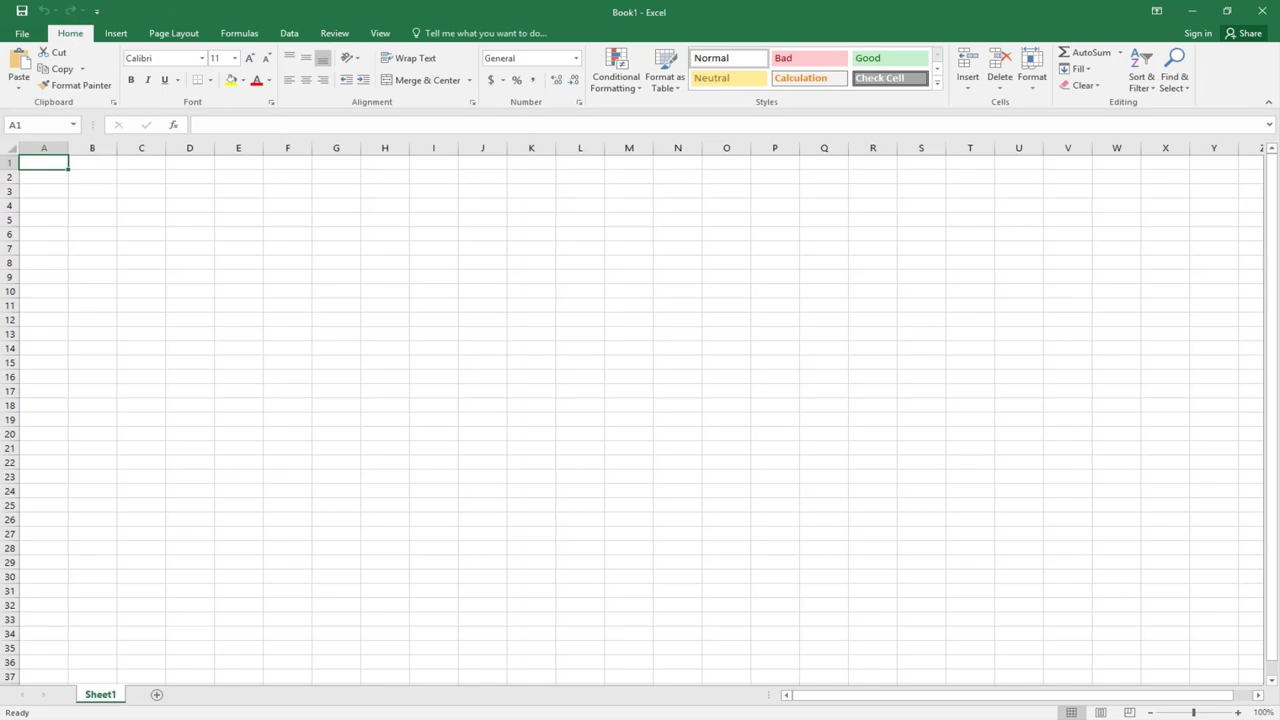 Book1 - Excel
File Home Insert Page Layout Formulas Data Review View Tell me what you want to do... Sign in Share
Paste Cut Copy Format Painter
Clipboard
Calibri 11
B I U
Font
Wrap Text
Merge & Center
Alignment
General
$ % ,
Number
Conditional Formatting
Format as Table
Normal Bad Good
Neutral Calculation Check Cell
Styles
Insert Delete Format
Cells
AutoSum
Fill
Clear
Sort & Filter
Find & Select
Editing
A1 fx
A B C D E F G H I J K L M N O P Q R S T U V W X Y Z
1
2
3
4
5
6
7
8
9
10
11
12
13
14
15
16
17
18
19
20
21
22
23
24
25
26
27
28
29
30
31
32
33
34
35
36
37
Sheet1
Ready 100%